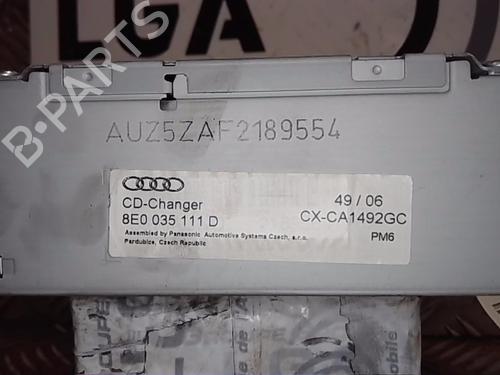 LCA
B-PARTS
AUZ5ZAF2189554
CD-Changer
49 / 06
8E0 035 111 D
CX-CA1492GC
Assembled by Panasonic Automotive Systems Czech, s.r.o.
PM6
Pardubice, Czech Republic